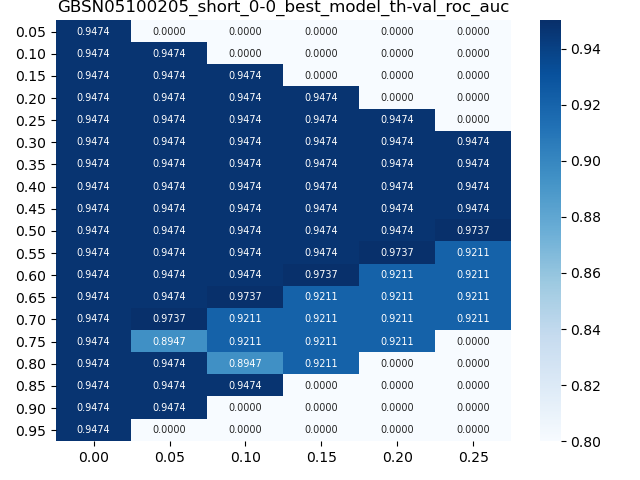 GBSN05100205_short_0-0_best_model_th-val_roc_auc
0.05 0.9474 0.0000 0.0000 0.0000 0.0000 0.0000
0.10 0.9474 0.9474 0.0000 0.0000 0.0000 0.0000
0.15 0.9474 0.9474 0.9474 0.0000 0.0000 0.0000
0.20 0.9474 0.9474 0.9474 0.9474 0.0000 0.0000
0.25 0.9474 0.9474 0.9474 0.9474 0.9474 0.0000
0.30 0.9474 0.9474 0.9474 0.9474 0.9474 0.9474
0.35 0.9474 0.9474 0.9474 0.9474 0.9474 0.9474
0.40 0.9474 0.9474 0.9474 0.9474 0.9474 0.9474
0.45 0.9474 0.9474 0.9474 0.9474 0.9474 0.9474
0.50 0.9474 0.9474 0.9474 0.9474 0.9474 0.9737
0.55 0.9474 0.9474 0.9474 0.9474 0.9737 0.9211
0.60 0.9474 0.9474 0.9474 0.9737 0.9211 0.9211
0.65 0.9474 0.9474 0.9737 0.9211 0.9211 0.9211
0.70 0.9474 0.9737 0.9211 0.9211 0.9211 0.9211
0.75 0.9474 0.8947 0.9211 0.9211 0.9211 0.0000
0.80 0.9474 0.9474 0.8947 0.9211 0.0000 0.0000
0.85 0.9474 0.9474 0.9474 0.0000 0.0000 0.0000
0.90 0.9474 0.9474 0.0000 0.0000 0.0000 0.0000
0.95 0.9474 0.0000 0.0000 0.0000 0.0000 0.0000
0.00 0.05 0.10 0.15 0.20 0.25
0.94
0.92
0.90
0.88
0.86
0.84
0.82
0.80